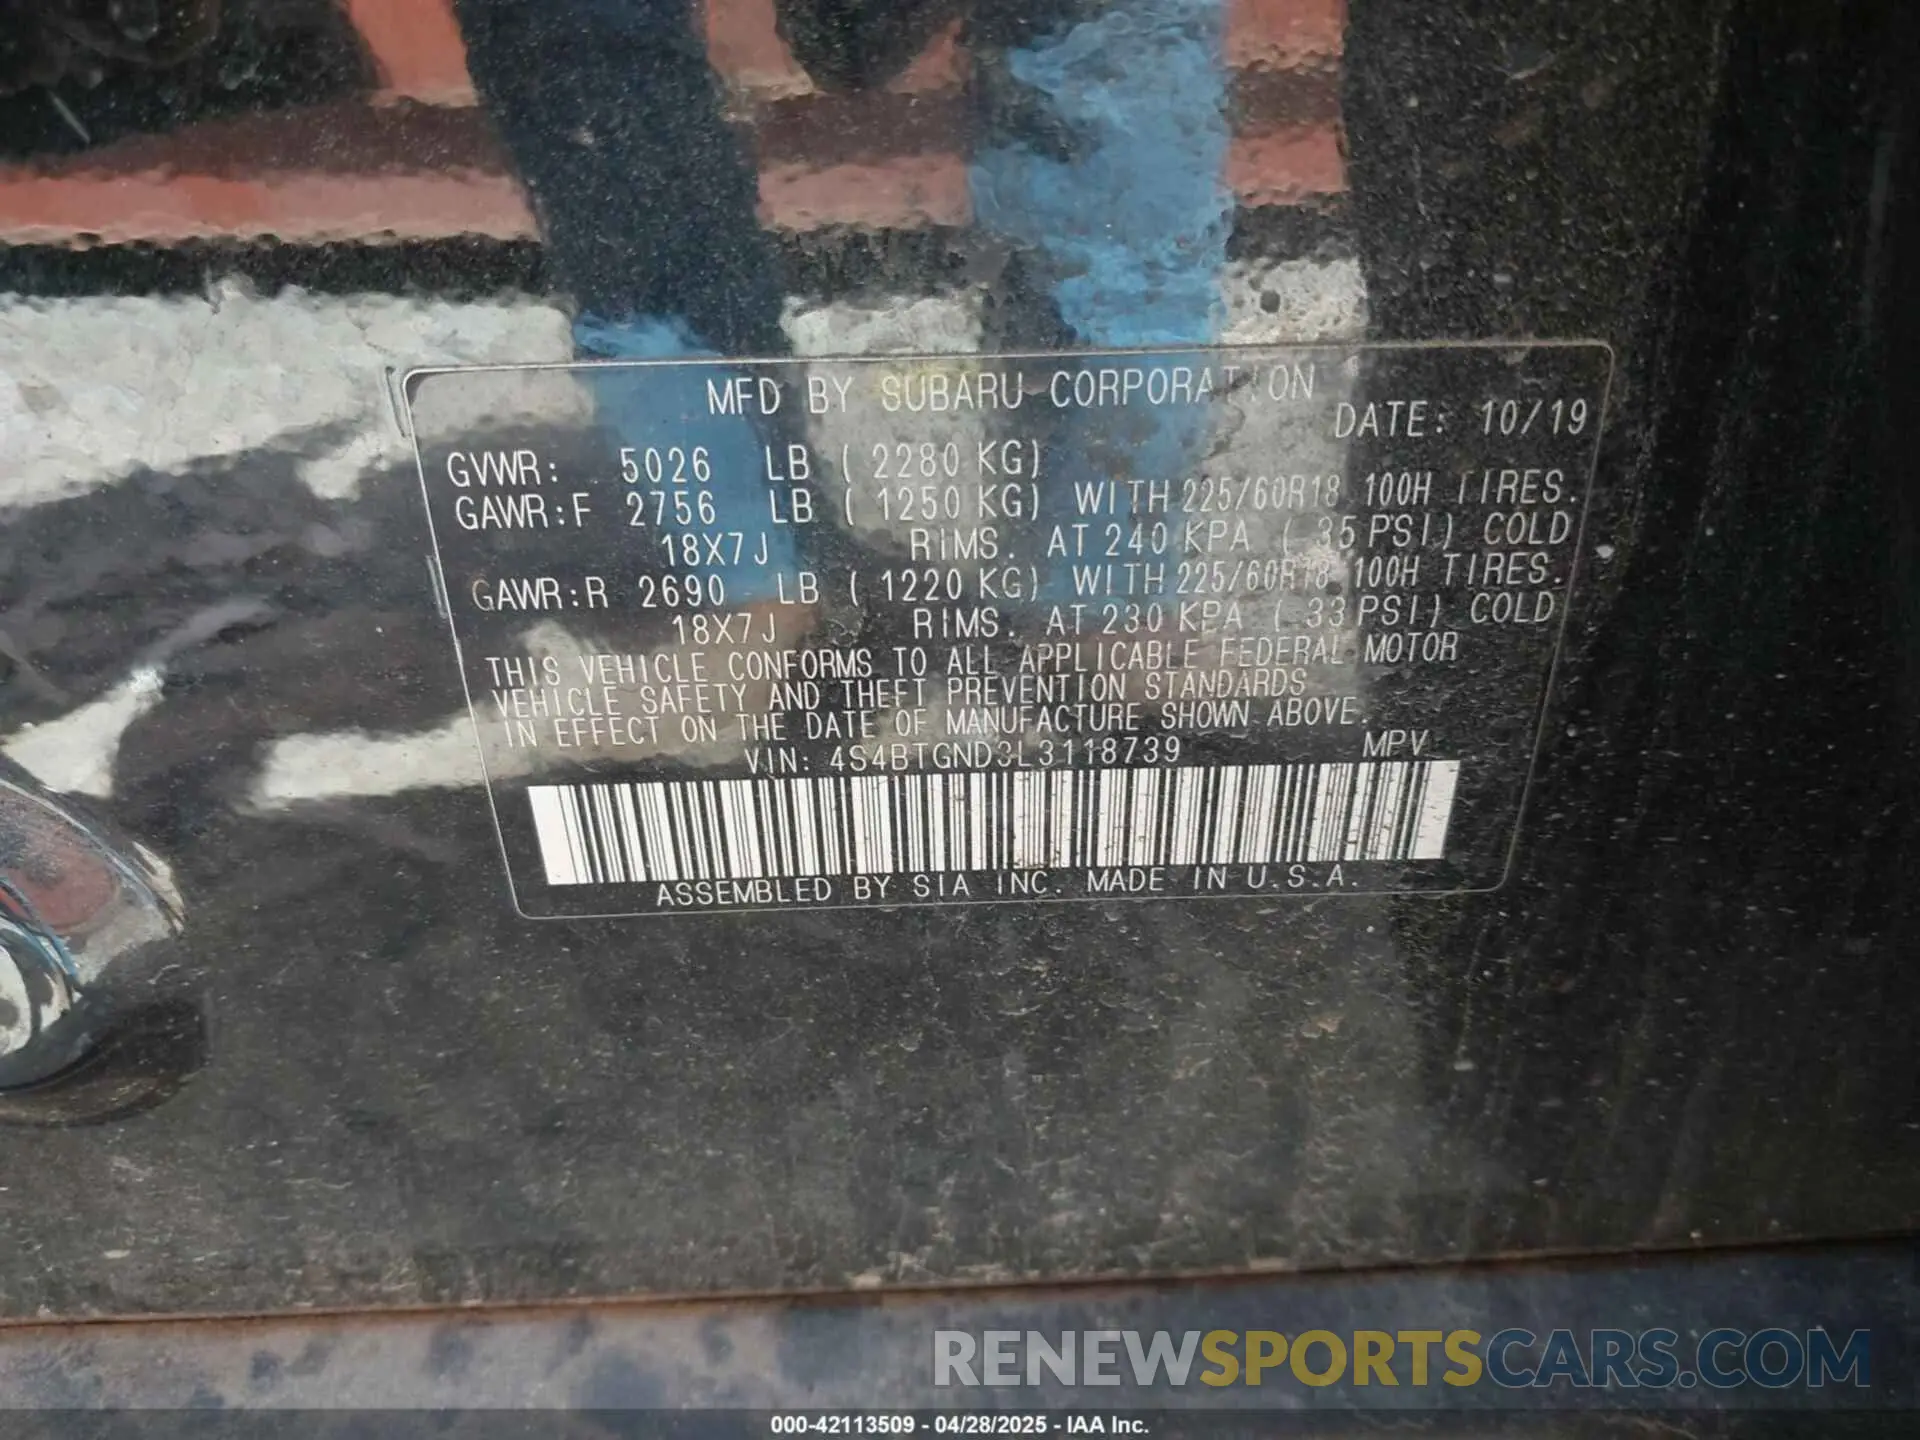 MFD BY SUBARU CORPORATION
DATE: 10/19
GVWR: 5026 LB ( 2280 KG)
GAWR:F 2756 LB ( 1250 KG) WITH 225/60R18 100H TIRES.
18X7J RIMS. AT 240 KPA ( 35 PSI) COLD
GAWR:R 2690 LB ( 1220 KG) WITH 225/60R18 100H TIRES.
18X7J RIMS. AT 230 KPA ( 33 PSI) COLD
THIS VEHICLE CONFORMS TO ALL APPLICABLE FEDERAL MOTOR
VEHICLE SAFETY AND THEFT PREVENTION STANDARDS
IN EFFECT ON THE DATE OF MANUFACTURE SHOWN ABOVE.
VIN: 4S4BTGND3L3118739 MPV
ASSEMBLED BY SIA INC. MADE IN U.S.A.
RENEWSPORTSCARS.COM
000-42113509 - 04/28/2025 - IAA Inc.